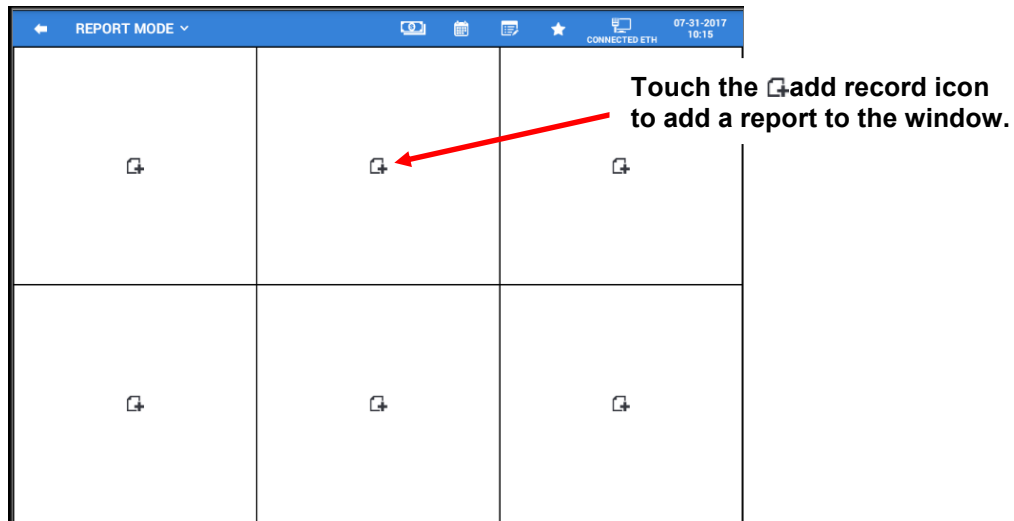 REPORT MODE
CONNECTED ETH
07-31-2017
10:15
Touch the add record icon
to add a report to the window.